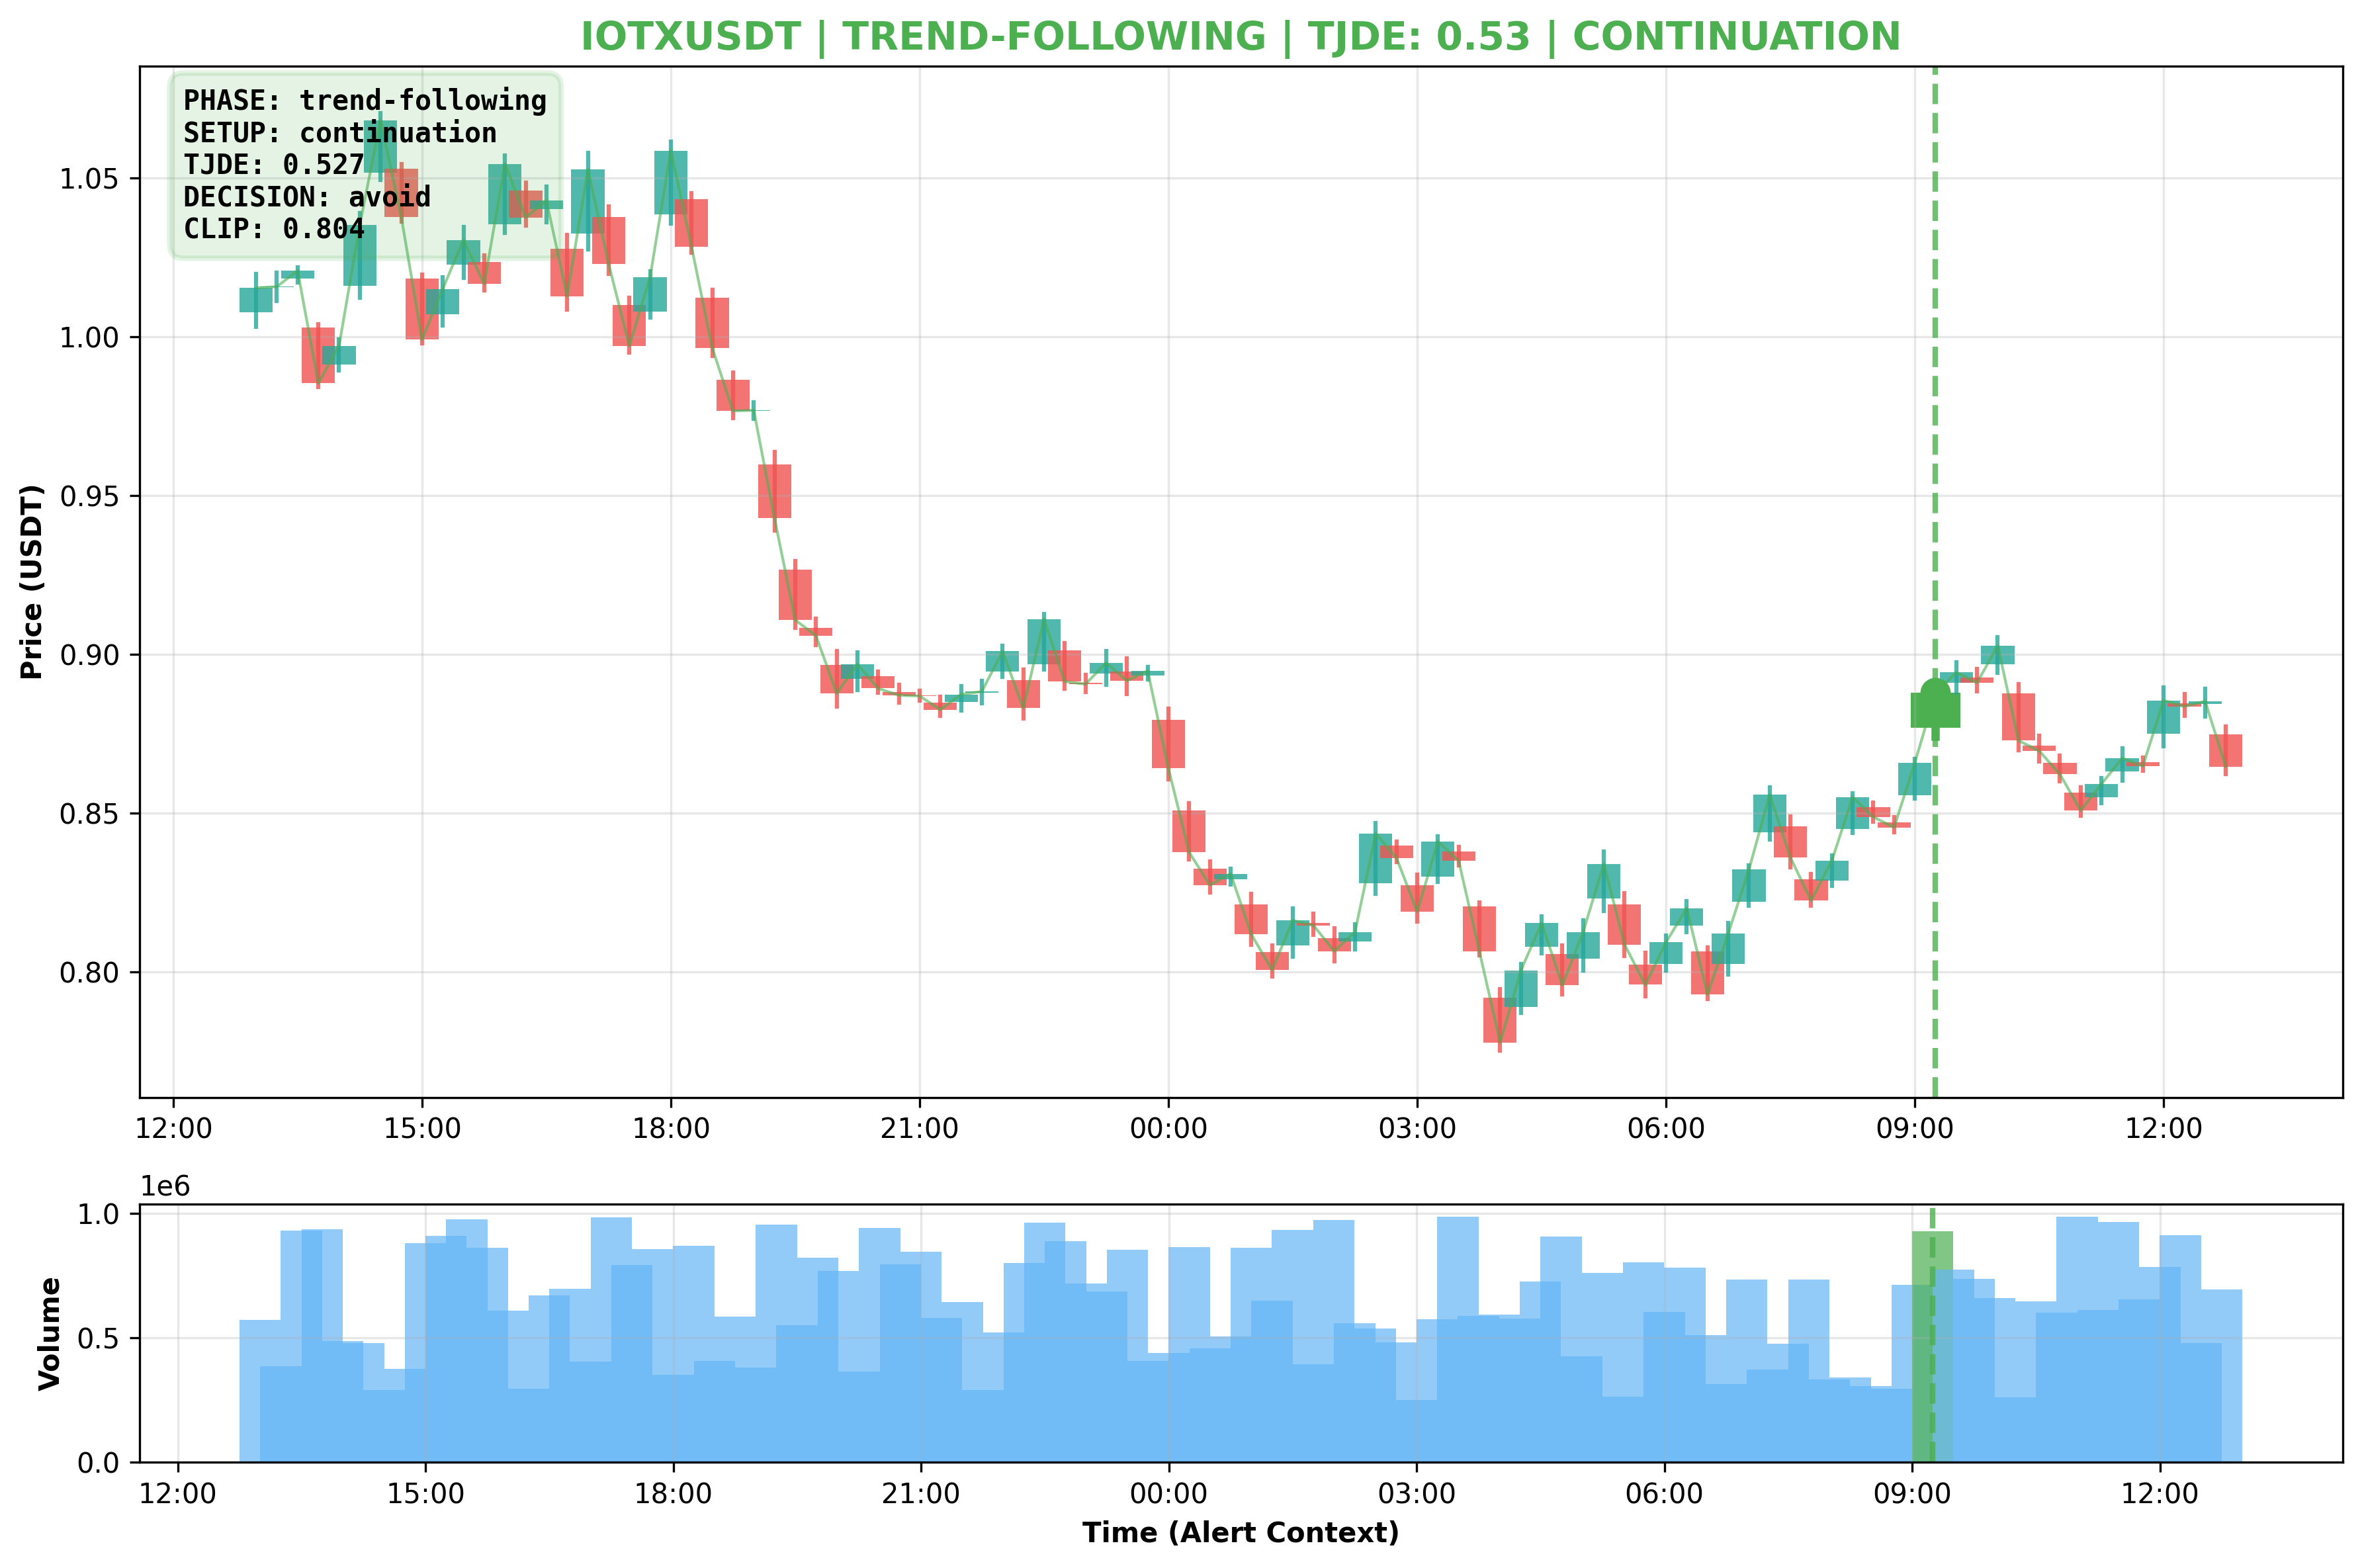 IOTXUSDT | TREND-FOLLOWING | TJDE: 0.53 | CONTINUATION
PHASE: trend-following
SETUP: continuation
TJDE: 0.527
DECISION: avoid
CLIP: 0.804
Price (USDT)
1.05
1.00
0.95
0.90
0.85
0.80
12:00 15:00 18:00 21:00 00:00 03:00 06:00 09:00 12:00
1e6
Volume
1.0
0.5
0.0
12:00 15:00 18:00 21:00 00:00 03:00 06:00 09:00 12:00
Time (Alert Context)